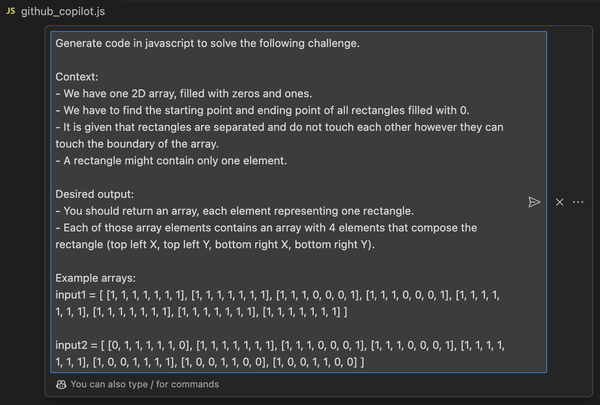 JS github_copilot.js
Generate code in javascript to solve the following challenge.
Context:
- We have one 2D array, filled with zeros and ones.
- We have to find the starting point and ending point of all rectangles filled with 0.
- It is given that rectangles are separated and do not touch each other however they can
touch the boundary of the array.
- A rectangle might contain only one element.
Desired output:
- You should return an array, each element representing one rectangle.
- Each of those array elements contains an array with 4 elements that compose the
rectangle (top left X, top left Y, bottom right X, bottom right Y).
Example arrays:
input1 = [ [1, 1, 1, 1, 1, 1, 1], [1, 1, 1, 1, 1, 1, 1], [1, 1, 1, 0, 0, 0, 1], [1, 1, 1, 0, 0, 0, 1], [1, 1, 1, 1,
1, 1, 1], [1, 1, 1, 1, 1, 1, 1], [1, 1, 1, 1, 1, 1, 1], [1, 1, 1, 1, 1, 1, 1] ]
input2 = [ [0, 1, 1, 1, 1, 1, 0], [1, 1, 1, 1, 1, 1, 1], [1, 1, 1, 0, 0, 0, 1], [1, 1, 1, 0, 0, 0, 1], [1, 1, 1, 1,
1, 1, 1], [1, 0, 0, 1, 1, 1, 1], [1, 0, 0, 1, 1, 0, 0], [1, 0, 0, 1, 1, 0, 0] ]
You can also type / for commands